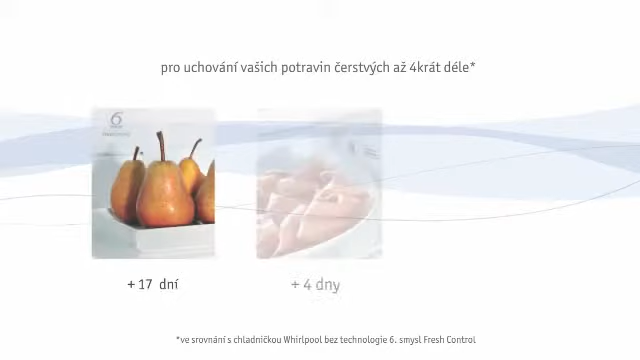 pro uchování vašich potravin čerstvých až 4krát déle*
6
+ 17 dní
+ 4 dny
*ve srovnání s chladničkou Whirlpool bez technologie 6. smysl Fresh Control